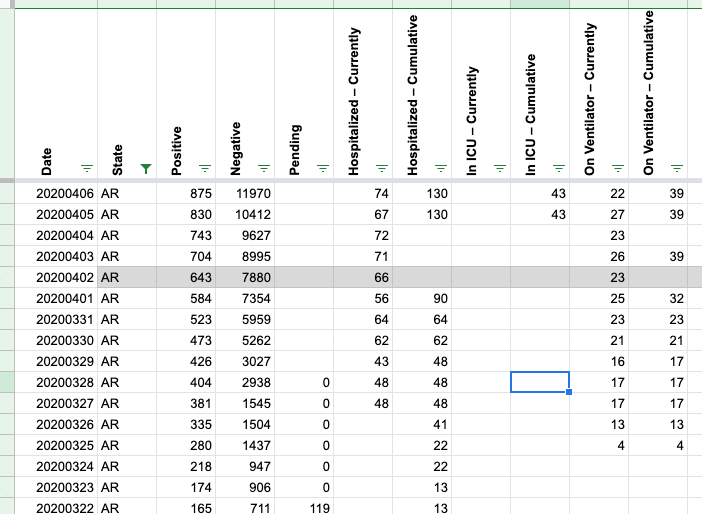 Date State Positive Negative Pending Hospitalized – Currently Hospitalized – Cumulative In ICU – Currently In ICU – Cumulative On Ventilator – Currently On Ventilator – Cumulative
20200406 AR 875 11970 74 130 43 22 39
20200405 AR 830 10412 67 130 43 27 39
20200404 AR 743 9627 72 23
20200403 AR 704 8995 71 26 39
20200402 AR 643 7880 66 23
20200401 AR 584 7354 56 90 25 32
20200331 AR 523 5959 64 64 23 23
20200330 AR 473 5262 62 62 21 21
20200329 AR 426 3027 43 48 16 17
20200328 AR 404 2938 0 48 48 17 17
20200327 AR 381 1545 0 48 48 17 17
20200326 AR 335 1504 0 41 13 13
20200325 AR 280 1437 0 22 4 4
20200324 AR 218 947 0 22
20200323 AR 174 906 0 13
20200322 AR 165 711 119 13